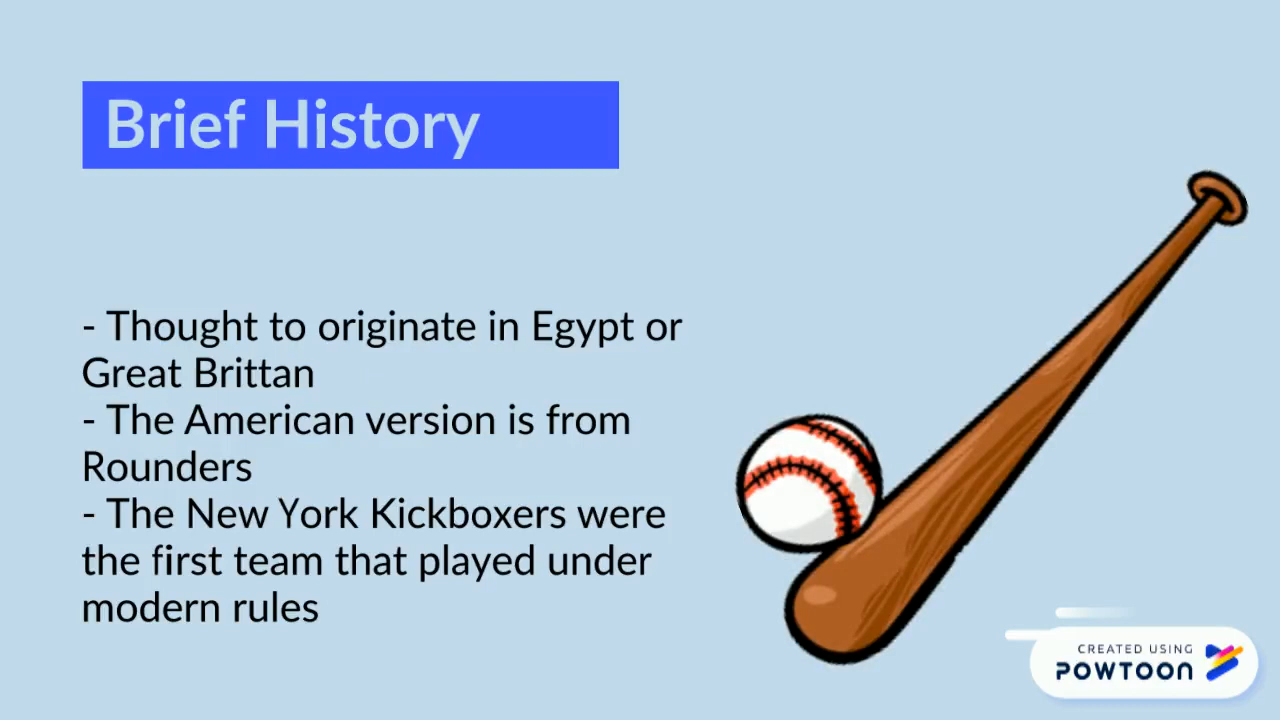 Brief History
- Thought to originate in Egypt or
Great Brittan
- The American version is from
Rounders
- The New York Kickboxers were
the first team that played under
modern rules
CREATED USING
POWTOON